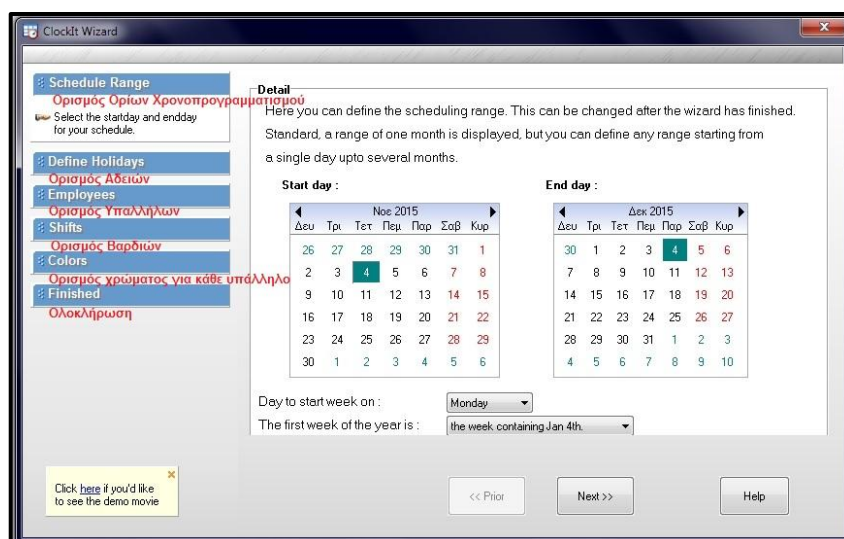 ClockIt Wizard
Schedule Range
Ορισμός Ορίων Χρονοπρογραμματισμού
Select the startday and endday
for your schedule.
Define Holidays
Ορισμός Αδειών
Employees
Ορισμός Υπαλλήλων
Shifts
Ορισμός Βαρδιών
Colors
Ορισμός χρώματος για κάθε υπάλληλο
Finished
Ολοκλήρωση
Click here if you'd like
to see the demo movie
Detail
Here you can define the scheduling range. This can be changed after the wizard has finished.
Standard, a range of one month is displayed, but you can define any range starting from
a single day upto several months.
Start day :
Νοε 2015
Δευ Τρι Τετ Πεμ Παρ Σαβ Κυρ
26 27 28 29 30 31 1
2 3 4 5 6 7 8
9 10 11 12 13 14 15
16 17 18 19 20 21 22
23 24 25 26 27 28 29
30 1 2 3 4 5 6
End day :
Δεκ 2015
Δευ Τρι Τετ Πεμ Παρ Σαβ Κυρ
30 1 2 3 4 5 6
7 8 9 10 11 12 13
14 15 16 17 18 19 20
21 22 23 24 25 26 27
28 29 30 31 1 2 3
4 5 6 7 8 9 10
Day to start week on :
Monday
The first week of the year is :
the week containing Jan 4th.
<< Prior
Next >>
Help